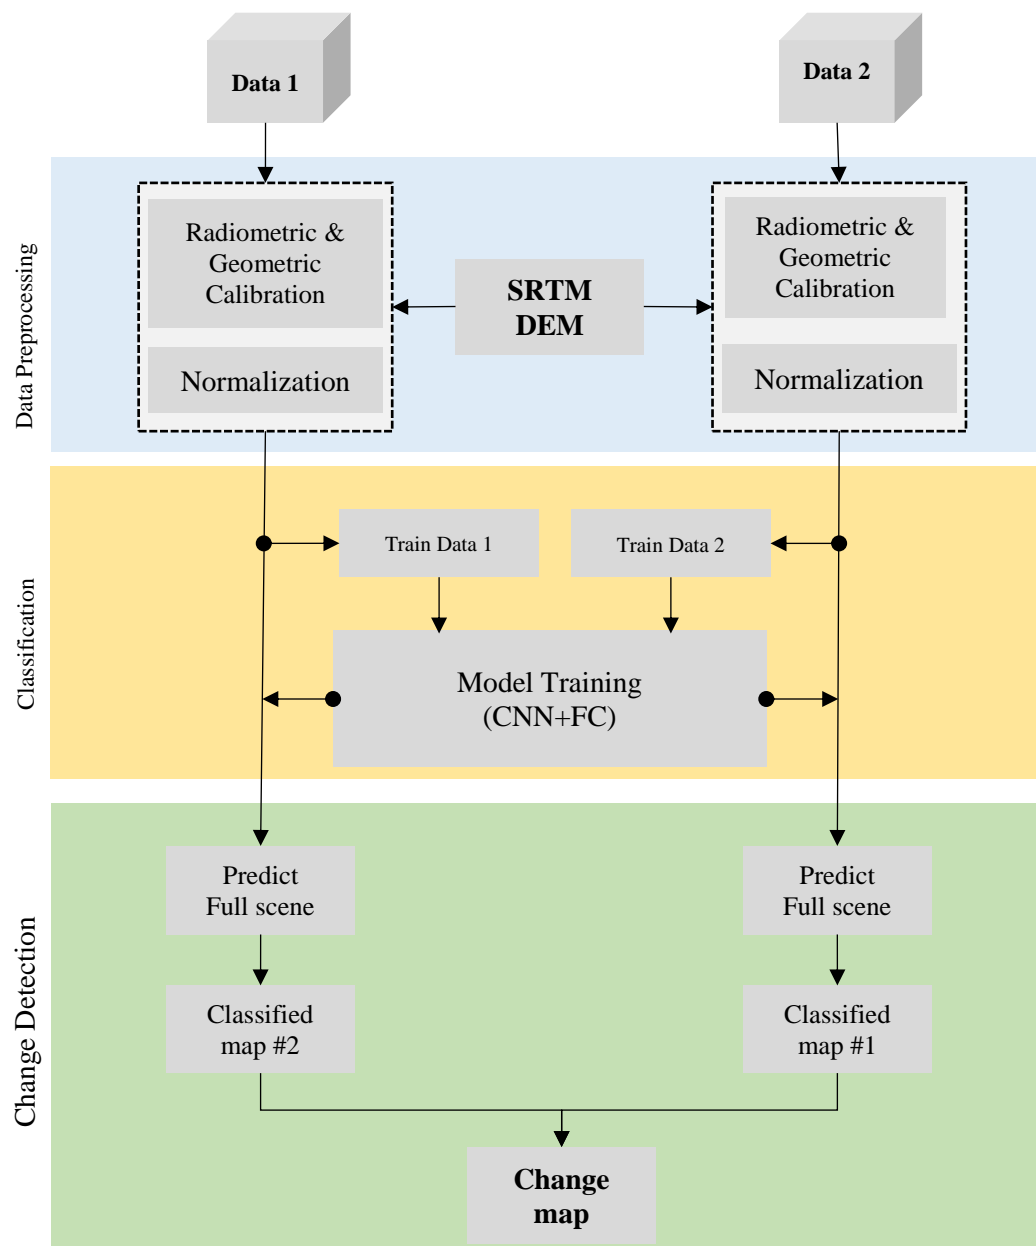 Data 1
Data 2
Data Preprocessing
Radiometric &
Geometric
Calibration
Normalization
SRTM
DEM
Radiometric &
Geometric
Calibration
Normalization
Classification
Train Data 1
Train Data 2
Model Training
(CNN+FC)
Change Detection
Predict
Full scene
Predict
Full scene
Classified
map #2
Classified
map #1
Change
map